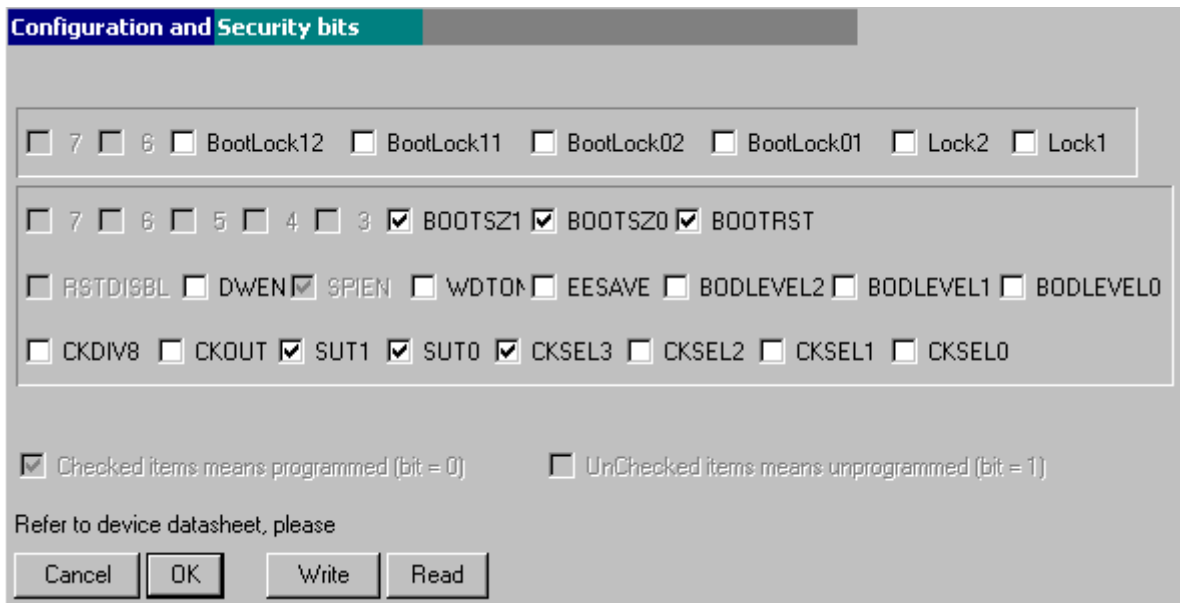 Configuration and Security bits
7 6 BootLock12 BootLock11 BootLock02 BootLock01 Lock2 Lock1
7 6 5 4 3 BOOTSZ1 BOOTSZ0 BOOTRST
RSTDISBL DWEN SPIEN WDTON EESAVE BODLEVEL2 BODLEVEL1 BODLEVEL0
CKDIV8 CKOUT SUT1 SUT0 CKSEL3 CKSEL2 CKSEL1 CKSEL0
Checked items means programmed (bit = 0) UnChecked items means unprogrammed (bit = 1)
Refer to device datasheet, please
Cancel OK Write Read